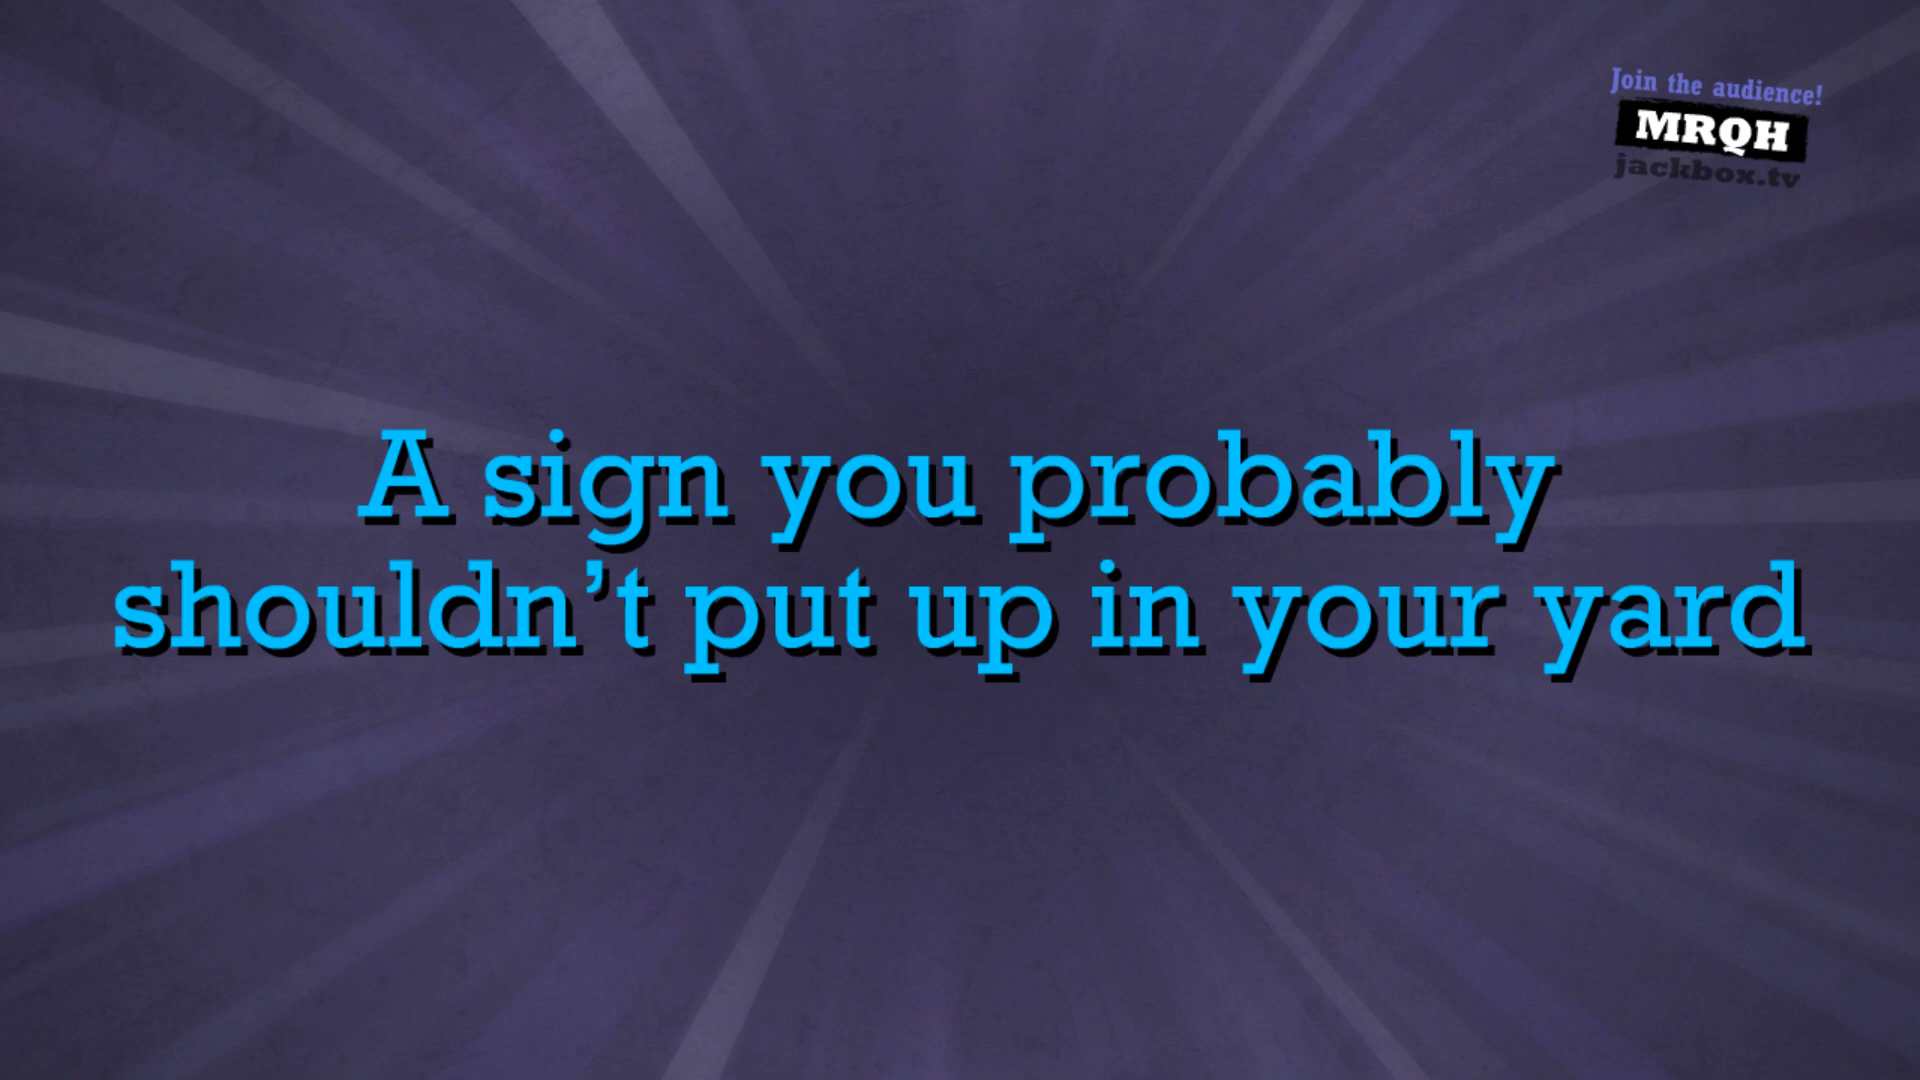 Join the audience!
MRQH
jackbox.tv
A sign you probably
shouldn’t put up in your yard